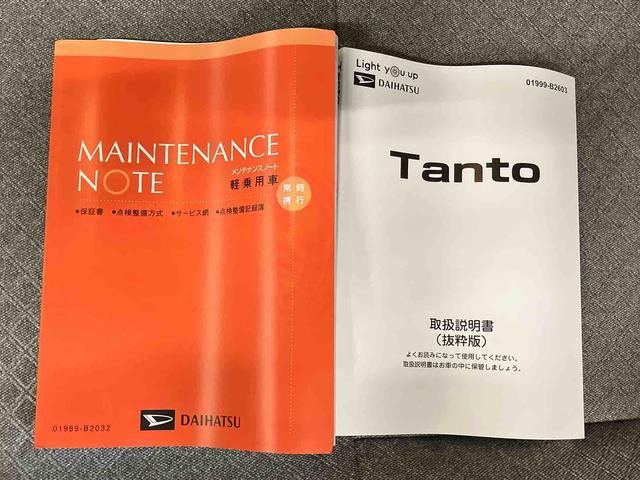 MAINTENANCE
NOTE
メンテナンスノート
軽乗用車
常時
携行
●保証書 ●点検整備方式 ●サービス網 ●点検整備記録簿
DAIHATSU
01989-B2032
Light you up
DAIHATSU
01999-B2603
Tanto
取扱説明書
（抜粋版）
よくお読みになって使用してください。
取扱説明書はお車の中に保管しましょう。